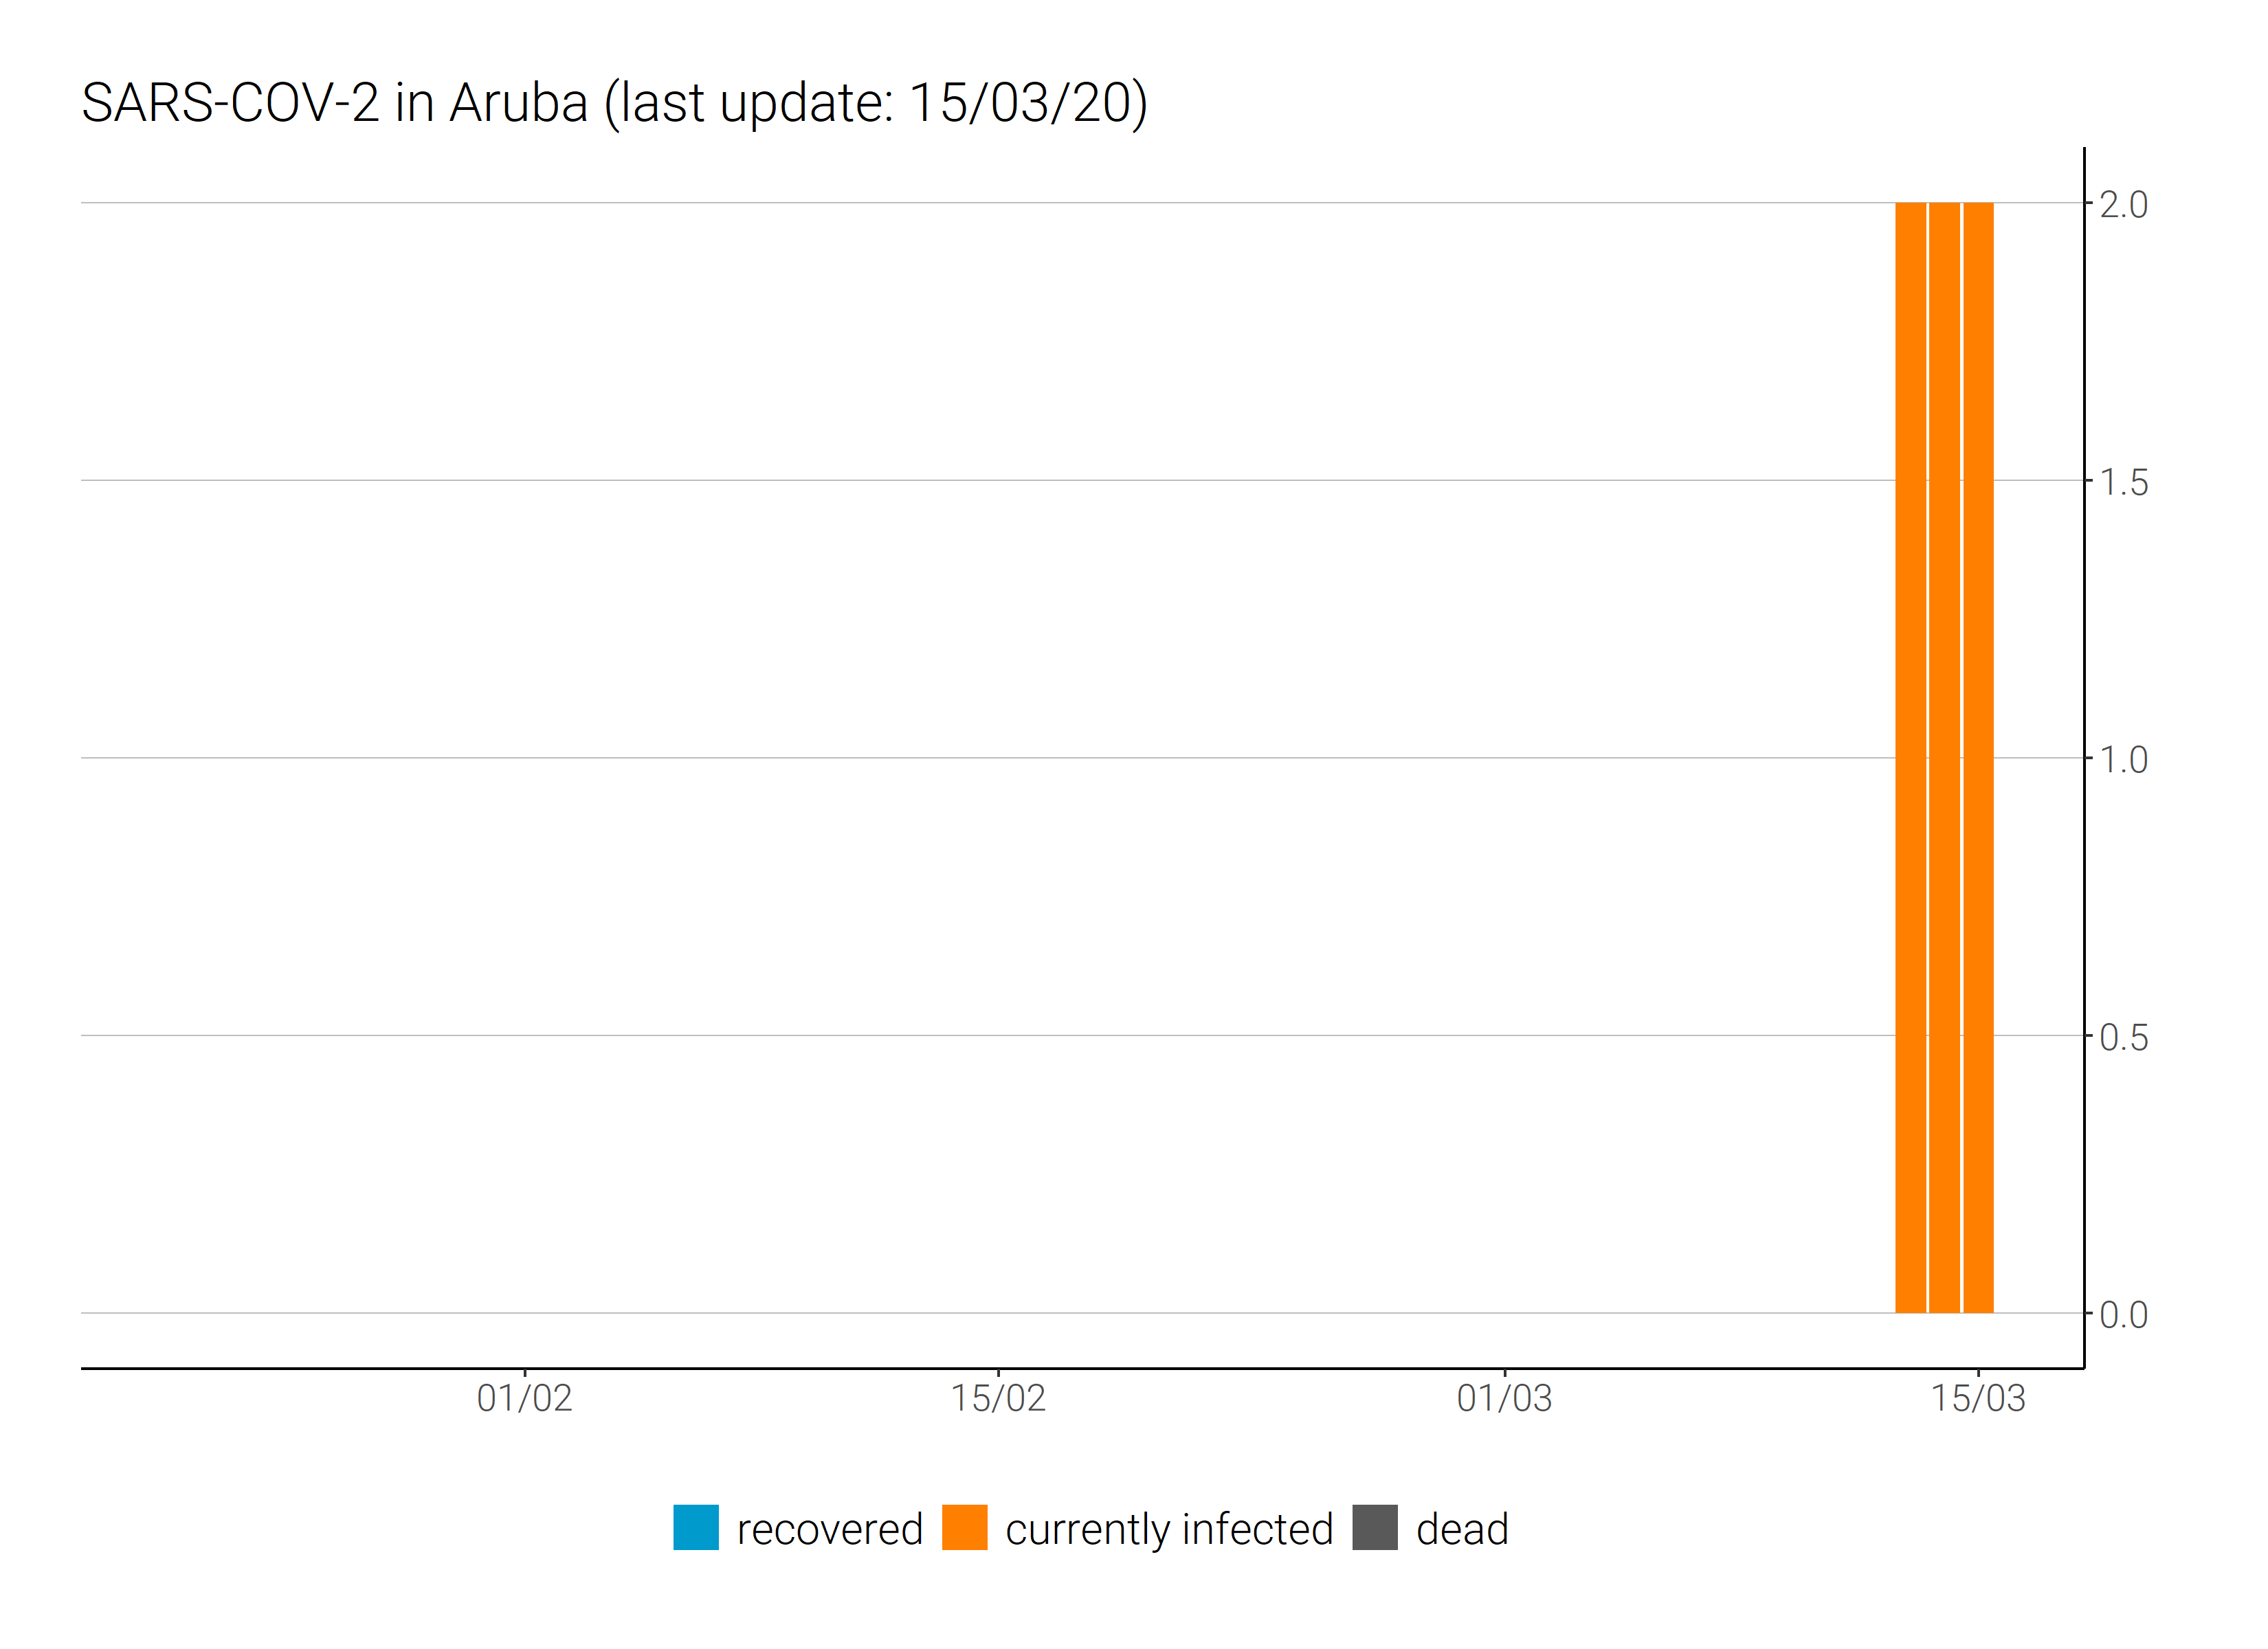 SARS-COV-2 in Aruba (last update: 15/03/20)
2.0
1.5
1.0
0.5
0.0
01/02 15/02 01/03 15/03
recovered currently infected dead